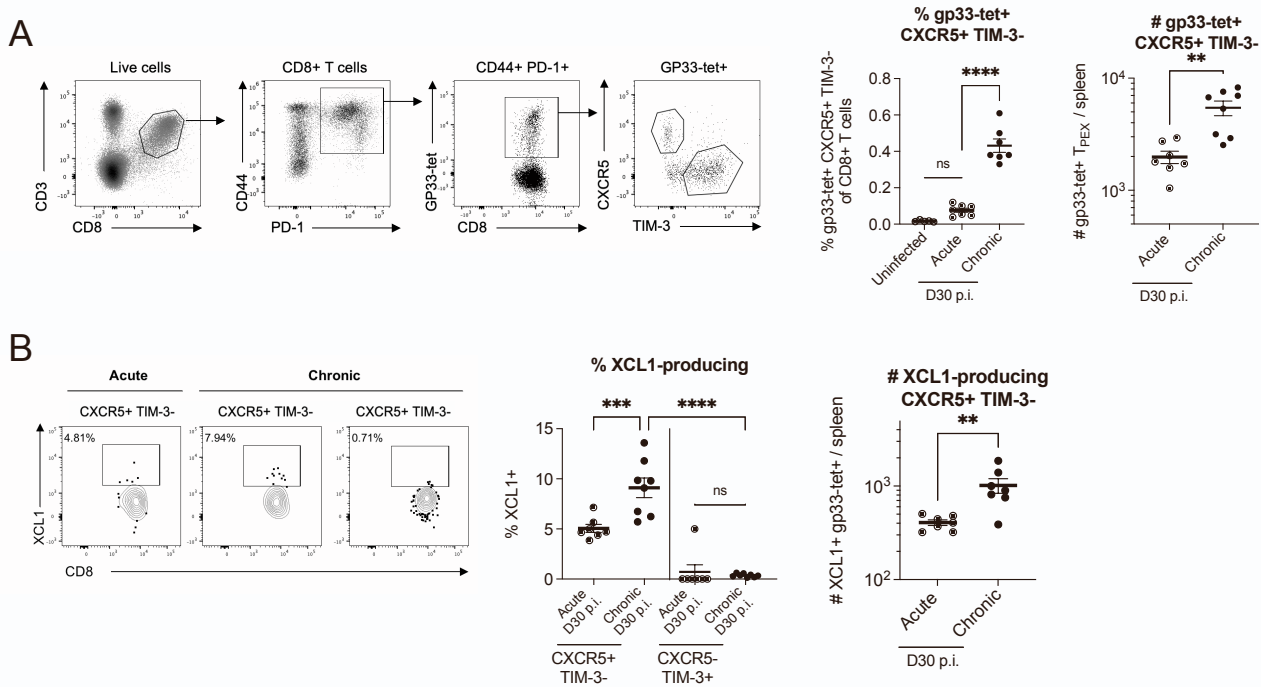 A
Live cells
CD8+ T cells
CD44+ PD-1+
GP33-tet+
CD3
CD8
CD44
PD-1
GP33-tet
CD8
CXCR5
TIM-3
% gp33-tet+
CXCR5+ TIM-3-
% gp33-tet+ CXCR5+ TIM-3-
of CD8+ T cells
0.8
0.6
0.4
0.2
0.0
ns
****
Uninfected
Acute
Chronic
D30 p.i.
# gp33-tet+
CXCR5+ TIM-3-
**
# gp33-tet+ TPEX / spleen
10⁴
10³
Acute
Chronic
D30 p.i.
B
Acute
Chronic
CXCR5+ TIM-3-
CXCR5+ TIM-3-
CXCR5+ TIM-3-
4.81%
7.94%
0.71%
XCL1
CD8
% XCL1-producing
***
****
ns
% XCL1+
15
10
5
0
Acute
D30 p.i.
Chronic
D30 p.i.
Acute
D30 p.i.
Chronic
D30 p.i.
CXCR5+
TIM-3-
CXCR5-
TIM-3+
# XCL1-producing
CXCR5+ TIM-3-
**
# XCL1+ gp33-tet+ / spleen
10³
10²
Acute
Chronic
D30 p.i.